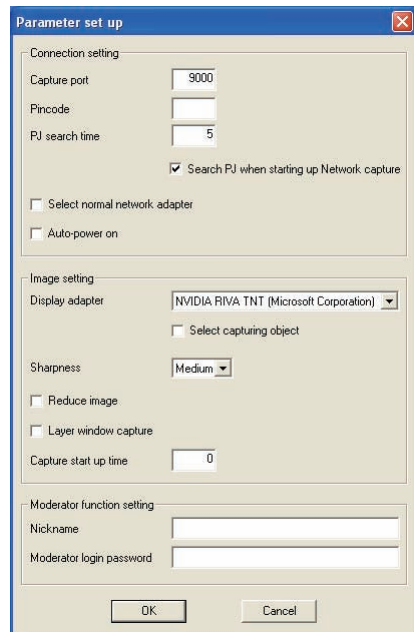 Parameter set up
Connection setting
Capture port 9000
Pincode
PJ search time 5
Search PJ when starting up Network capture
Select normal network adapter
Auto-power on
Image setting
Display adapter NVIDIA RIVA TNT (Microsoft Corporation)
Select capturing object
Sharpness Medium
Reduce image
Layer window capture
Capture start up time 0
Moderator function setting
Nickname
Moderator login password
OK Cancel